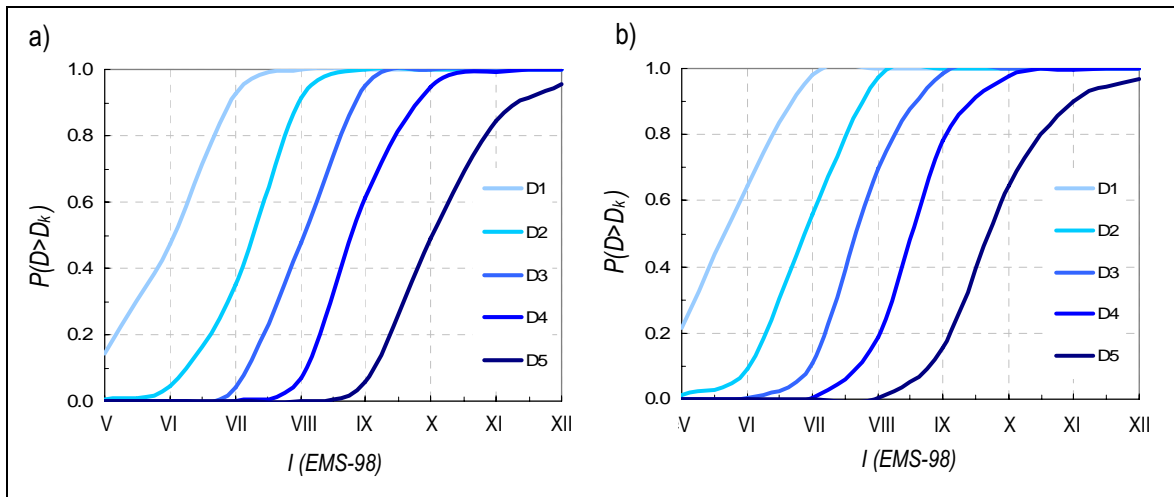 a)
1.0
0.8
0.6
0.4
0.2
0.0
P(D>Dk)
D1
D2
D3
D4
D5
V VI VII VIII IX X XI XII
I (EMS-98)
b)
1.0
0.8
0.6
0.4
0.2
0.0
P(D>Dk)
D1
D2
D3
D4
D5
V VI VII VIII IX X XI XII
I (EMS-98)